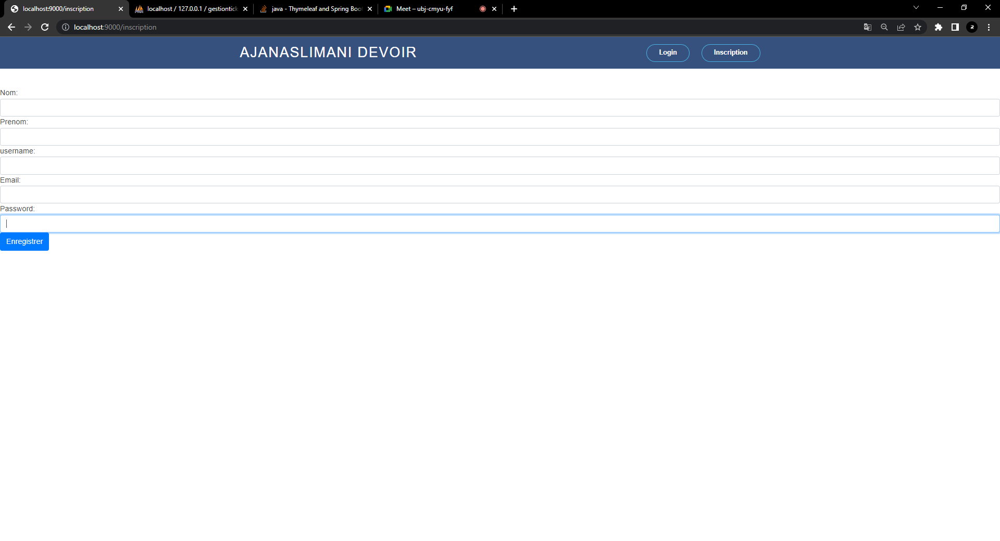 localhost:9000/inscription
localhost / 127.0.0.1 / gestiontick
java - Thymeleaf and Spring Boo
Meet – ubj-cmyu-fyf
localhost:9000/inscription
AJANASLIMANI DEVOIR
Login
Inscription
Nom:
Prenom:
username:
Email:
Password:
Enregistrer